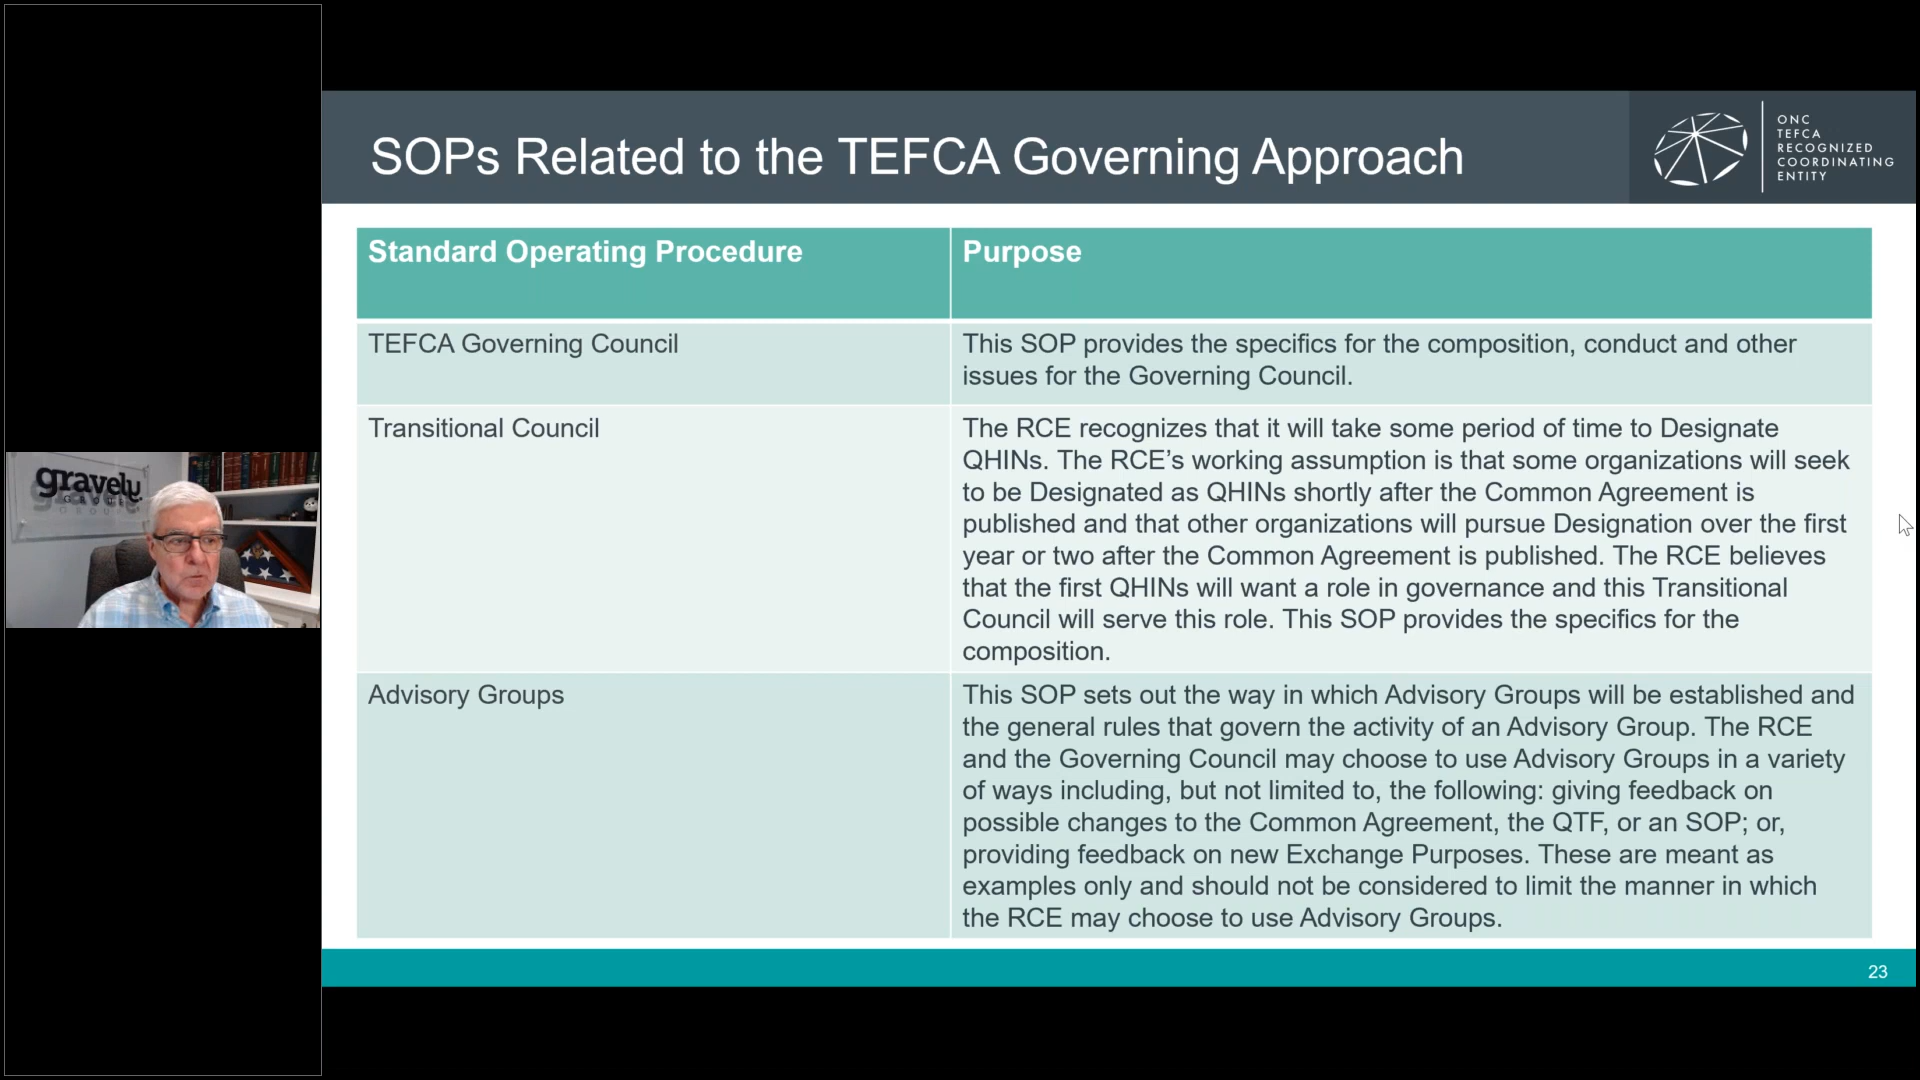 SOPs Related to the TEFCA Governing Approach
ONC
TEFCA
RECOGNIZED
COORDINATING
ENTITY
Standard Operating Procedure
Purpose
TEFCA Governing Council
This SOP provides the specifics for the composition, conduct and other
issues for the Governing Council.
Transitional Council
The RCE recognizes that it will take some period of time to Designate
QHINs. The RCE’s working assumption is that some organizations will seek
to be Designated as QHINs shortly after the Common Agreement is
published and that other organizations will pursue Designation over the first
year or two after the Common Agreement is published. The RCE believes
that the first QHINs will want a role in governance and this Transitional
Council will serve this role. This SOP provides the specifics for the
composition.
Advisory Groups
This SOP sets out the way in which Advisory Groups will be established and
the general rules that govern the activity of an Advisory Group. The RCE
and the Governing Council may choose to use Advisory Groups in a variety
of ways including, but not limited to, the following: giving feedback on
possible changes to the Common Agreement, the QTF, or an SOP; or,
providing feedback on new Exchange Purposes. These are meant as
examples only and should not be considered to limit the manner in which
the RCE may choose to use Advisory Groups.
23
gravely
GROUP